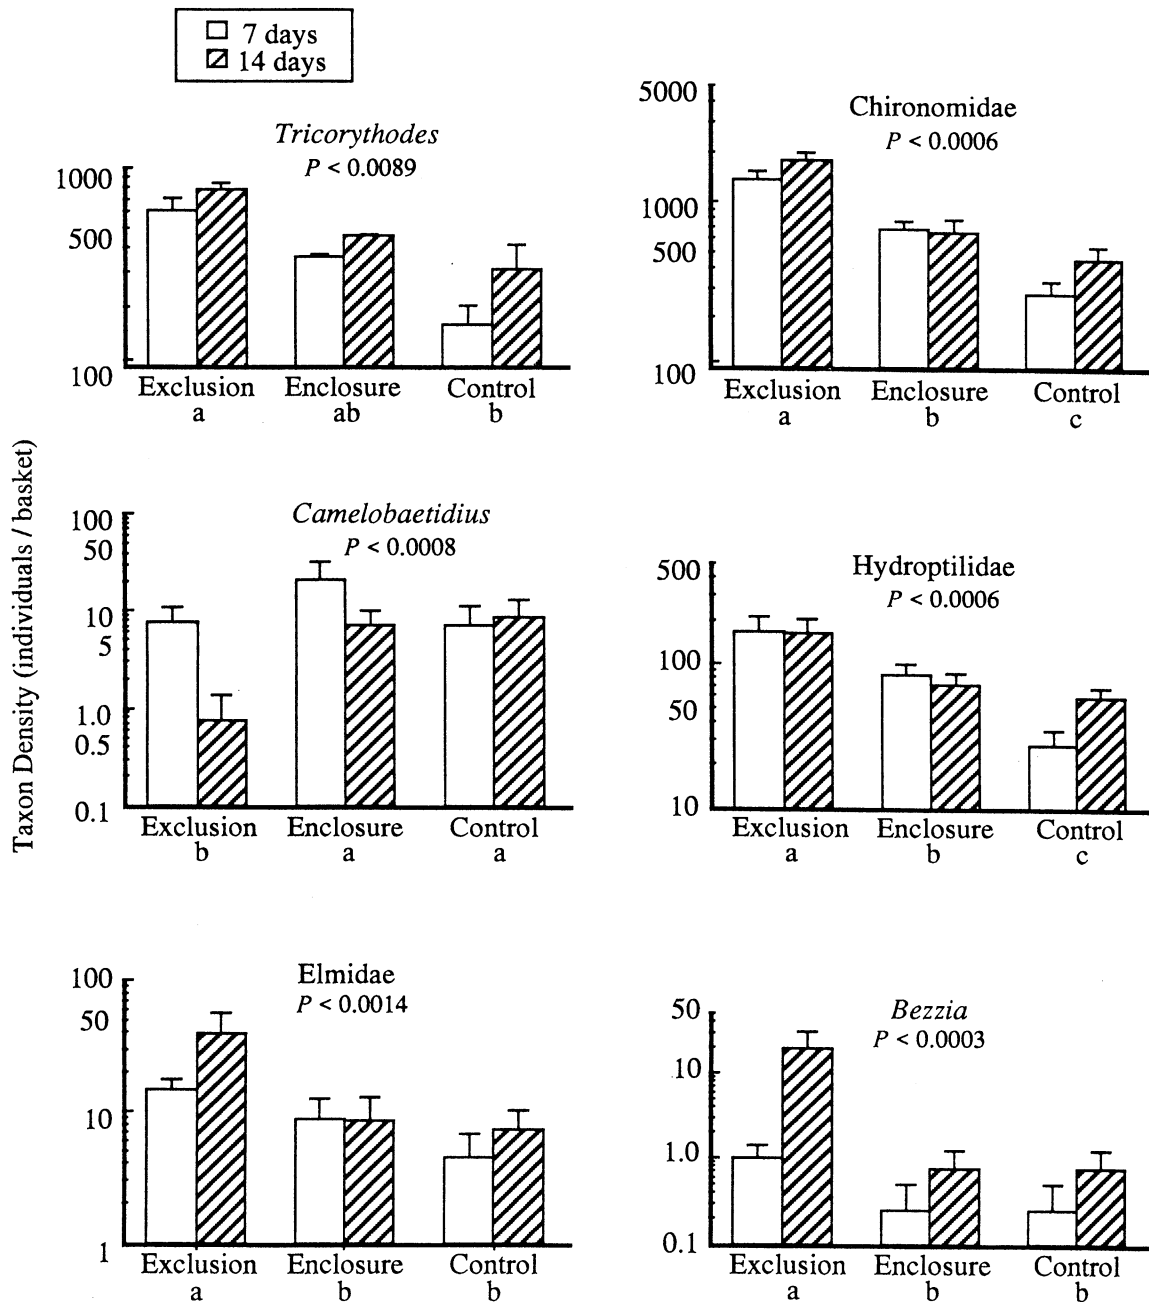 7 days
14 days
Taxon Density (individuals / basket)
Tricorythodes
P < 0.0089
1000
500
100
Exclusion Enclosure Control
a ab b
Chironomidae
P < 0.0006
5000
1000
500
100
Exclusion Enclosure Control
a b c
Camelobaetidius
P < 0.0008
100
50
10
5
1.0
0.5
0.1
Exclusion Enclosure Control
b a a
Hydroptilidae
P < 0.0006
500
100
50
10
Exclusion Enclosure Control
a b c
Elmidae
P < 0.0014
100
50
10
1
Exclusion Enclosure Control
a b b
Bezzia
P < 0.0003
50
10
1.0
0.1
Exclusion Enclosure Control
a b b